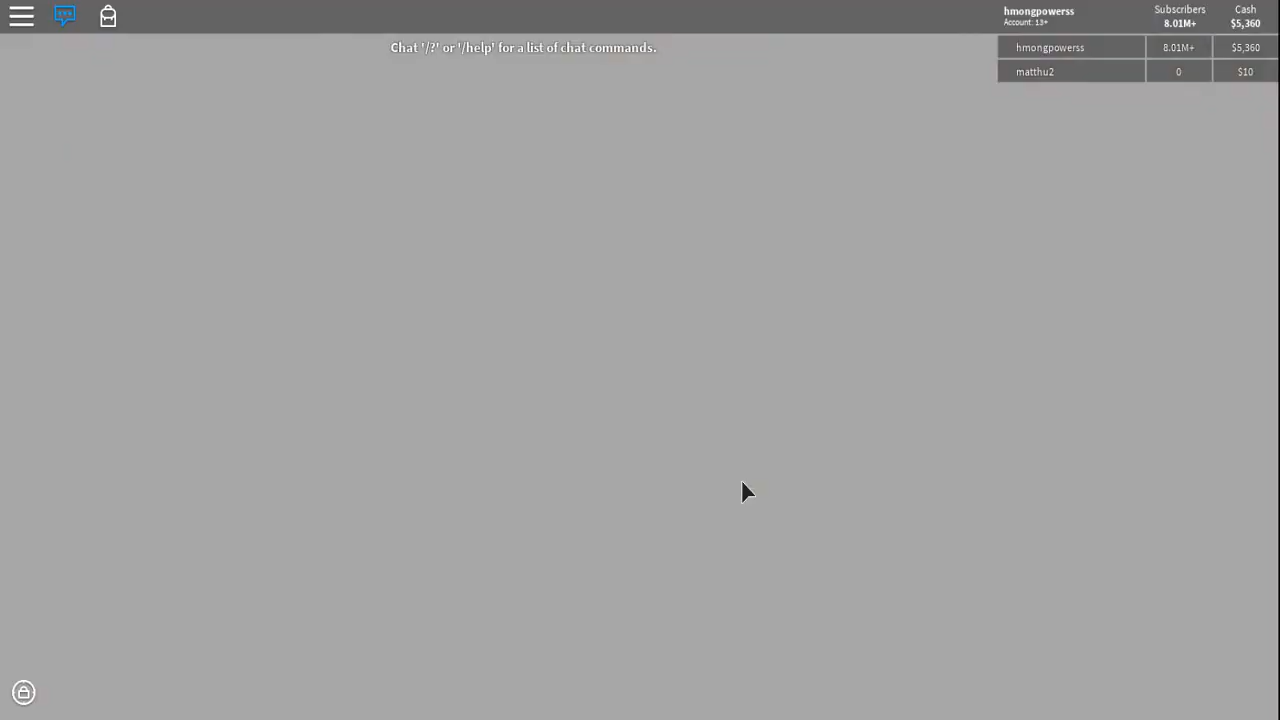 hmongpowerss Subscribers Cash
Account: 13+ 8.01M+ $5,360
Chat '/?' or '/help' for a list of chat commands.
hmongpowerss 8.01M+ $5,360
matthu2 0 $10